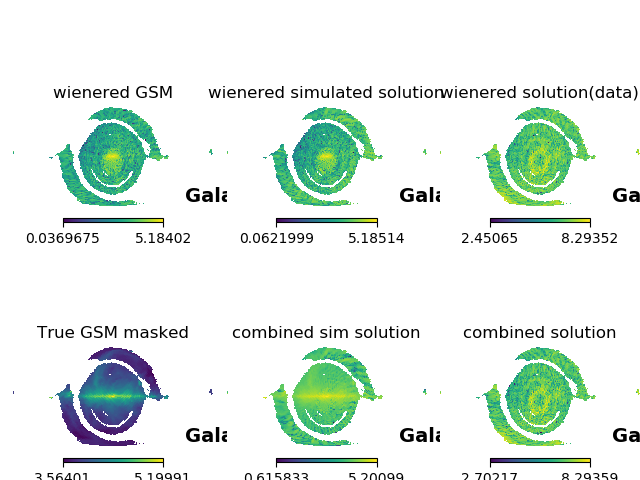 wienered GSM
wienered simulated solution
wienered solution(data)
Gala
Gala
Ga
0.0369675 5.18402
0.0621999 5.18514
2.45065 8.29352
True GSM masked
combined sim solution
combined solution
Gala
Gala
Ga
3.56401 5.19991
0.615833 5.20099
2.70217 8.29359